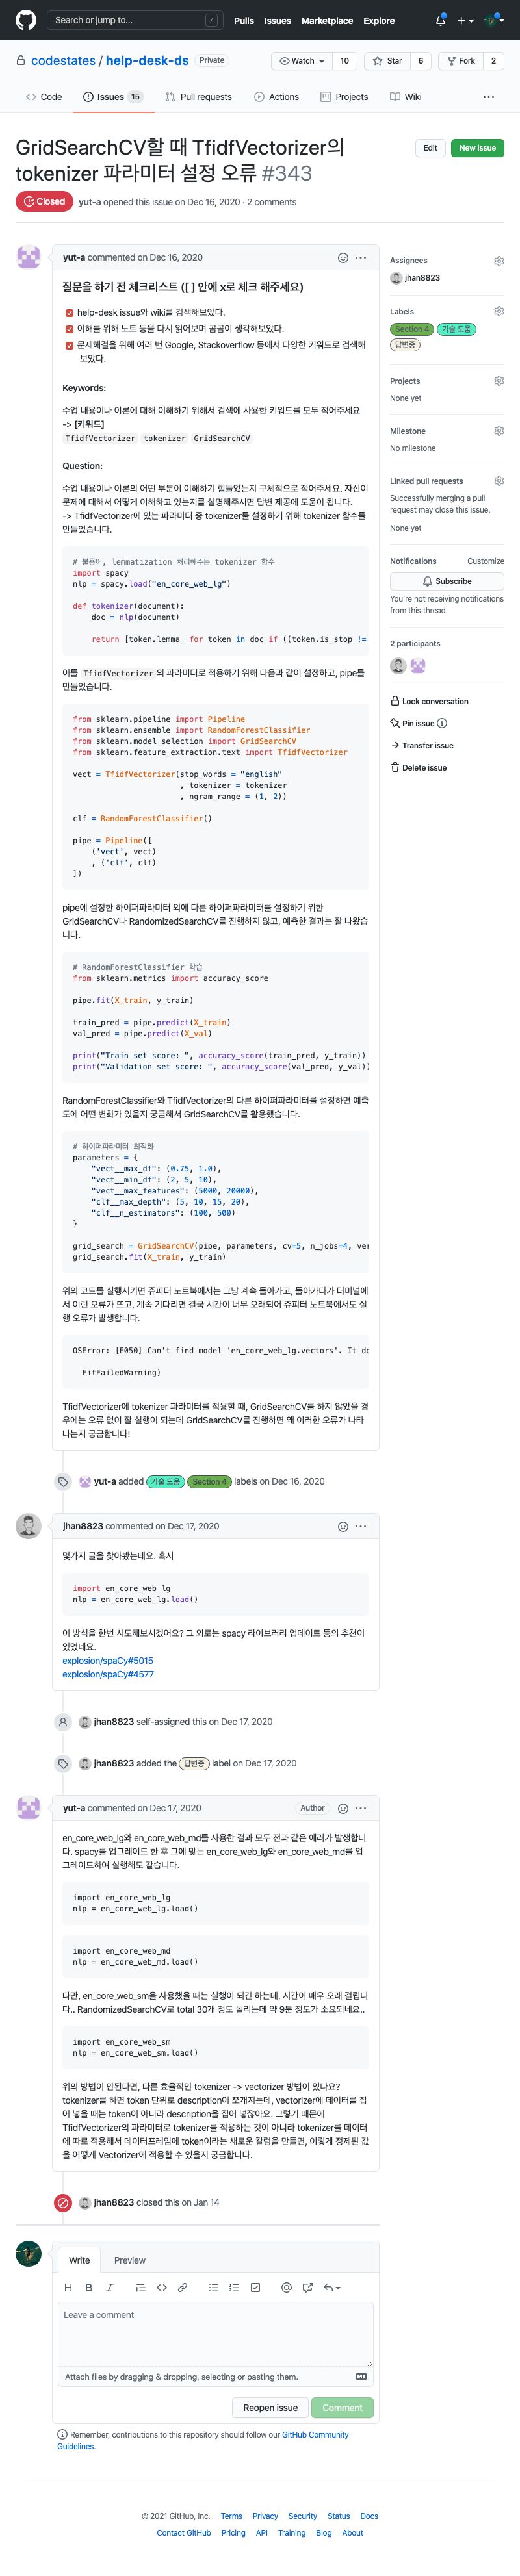 Search or jump to... /
Pulls Issues Marketplace Explore
codestates / help-desk-ds Private
Watch 10 Star 6 Fork 2
Code Issues 15 Pull requests Actions Projects Wiki
GridSearchCV할 때 TfidfVectorizer의
tokenizer 파라미터 설정 오류 #343
Edit New issue
Closed yut-a opened this issue on Dec 16, 2020 · 2 comments
yut-a commented on Dec 16, 2020
질문을 하기 전 체크리스트 ([ ] 안에 x로 체크 해주세요)
help-desk issue와 wiki를 검색해보았다.
이해를 위해 노트 등을 다시 읽어보며 곰곰이 생각해보았다.
문제해결을 위해 여러 번 Google, Stackoverflow 등에서 다양한 키워드로 검색해
보았다.
Keywords:
수업 내용이나 이론에 대해 이해하기 위해서 검색에 사용한 키워드를 모두 적어주세요
-> [키워드]
TfidfVectorizer tokenizer GridSearchCV
Question:
수업 내용이나 이론의 어떤 부분이 이해하기 힘들었는지 구체적으로 적어주세요. 자신이
문제에 대해서 어떻게 이해하고 있는지를 설명해주시면 답변 제공에 도움이 됩니다.
-> TfidfVectorizer에 있는 파라미터 중 tokenizer를 설정하기 위해 tokenizer 함수를
만들었습니다.
# 불용어, lemmatization 처리해주는 tokenizer 함수
import spacy
nlp = spacy.load("en_core_web_lg")
def tokenizer(document):
doc = nlp(document)
return [token.lemma_ for token in doc if ((token.is_stop !=
이를 TfidfVectorizer 의 파라미터로 적용하기 위해 다음과 같이 설정하고, pipe를
만들었습니다.
from sklearn.pipeline import Pipeline
from sklearn.ensemble import RandomForestClassifier
from sklearn.model_selection import GridSearchCV
from sklearn.feature_extraction.text import TfidfVectorizer
vect = TfidfVectorizer(stop_words = "english"
, tokenizer = tokenizer
, ngram_range = (1, 2))
clf = RandomForestClassifier()
pipe = Pipeline([
('vect', vect)
, ('clf', clf)
])
pipe에 설정한 하이퍼파라미터 외에 다른 하이퍼파라미터를 설정하기 위한
GridSearchCV나 RandomizedSearchCV를 진행하지 않고, 예측한 결과는 잘 나왔습
니다.
# RandomForestClassifier 학습
from sklearn.metrics import accuracy_score
pipe.fit(X_train, y_train)
train_pred = pipe.predict(X_train)
val_pred = pipe.predict(X_val)
print("Train set score: ", accuracy_score(train_pred, y_train))
print("Validation set score: ", accuracy_score(val_pred, y_val))
RandomForestClassifier와 TfidfVectorizer의 다른 하이퍼파라미터를 설정하면 예측
도에 어떤 변화가 있을지 궁금해서 GridSearchCV를 활용했습니다.
# 하이퍼파라미터 최적화
parameters = {
"vect__max_df": (0.75, 1.0),
"vect__min_df": (2, 5, 10),
"vect__max_features": (5000, 20000),
"clf__max_depth": (5, 10, 15, 20),
"clf__n_estimators": (100, 500)
}
grid_search = GridSearchCV(pipe, parameters, cv=5, n_jobs=4, ver
grid_search.fit(X_train, y_train)
위의 코드를 실행시키면 쥬피터 노트북에서는 그냥 계속 돌아가고, 돌아가다가 터미널에
서 이런 오류가 뜨고, 계속 기다리면 결국 시간이 너무 오래되어 쥬피터 노트북에서도 실
행 오류가 발생합니다.
OSError: [E050] Can't find model 'en_core_web_lg.vectors'. It do
FitFailedWarning)
TfidfVectorizer에 tokenizer 파라미터를 적용할 때, GridSearchCV를 하지 않았을 경
우에는 오류 없이 잘 실행이 되는데 GridSearchCV를 진행하면 왜 이러한 오류가 나타
나는지 궁금합니다!
yut-a added 기술 도움 Section 4 labels on Dec 16, 2020
jhan8823 commented on Dec 17, 2020
몇가지 글을 찾아봤는데요. 혹시
import en_core_web_lg
nlp = en_core_web_lg.load()
이 방식을 한번 시도해보시겠어요? 그 외로는 spacy 라이브러리 업데이트 등의 추천이
있었네요.
explosion/spaCy#5015
explosion/spaCy#4577
jhan8823 self-assigned this on Dec 17, 2020
jhan8823 added the 답변중 label on Dec 17, 2020
yut-a commented on Dec 17, 2020 Author
en_core_web_lg와 en_core_web_md를 사용한 결과 모두 전과 같은 에러가 발생합니
다. spacy를 업그레이드 한 후 그에 맞는 en_core_web_lg와 en_core_web_md를 업
그레이드하여 실행해도 같습니다.
import en_core_web_lg
nlp = en_core_web_lg.load()
import en_core_web_md
nlp = en_core_web_md.load()
다만, en_core_web_sm을 사용했을 때는 실행이 되긴 하는데, 시간이 매우 오래 걸립니
다.. RandomizedSearchCV로 total 30개 정도 돌리는데 약 9분 정도가 소요되네요..
import en_core_web_sm
nlp = en_core_web_sm.load()
위의 방법이 안된다면, 다른 효율적인 tokenizer -> vectorizer 방법이 있나요?
tokenizer를 하면 token 단위로 description이 쪼개지는데, vectorizer에 데이터를 집
어 넣을 때는 token이 아니라 description을 집어 넣잖아요. 그렇기 때문에
TfidfVectorizer의 파라미터로 tokenizer를 적용하는 것이 아니라 tokenizer를 데이터
에 따로 적용해서 데이터프레임에 token이라는 새로운 칼럼을 만들면, 이렇게 정제된 값
을 어떻게 Vectorizer에 적용할 수 있을지 궁금합니다.
jhan8823 closed this on Jan 14
Write Preview
Leave a comment
Attach files by dragging & dropping, selecting or pasting them.
Reopen issue Comment
Remember, contributions to this repository should follow our GitHub Community
Guidelines.
Assignees
jhan8823
Labels
Section 4 기술 도움
답변중
Projects
None yet
Milestone
No milestone
Linked pull requests
Successfully merging a pull
request may close this issue.
None yet
Notifications Customize
Subscribe
You're not receiving notifications
from this thread.
2 participants
Lock conversation
Pin issue
Transfer issue
Delete issue
© 2021 GitHub, Inc. Terms Privacy Security Status Docs
Contact GitHub Pricing API Training Blog About